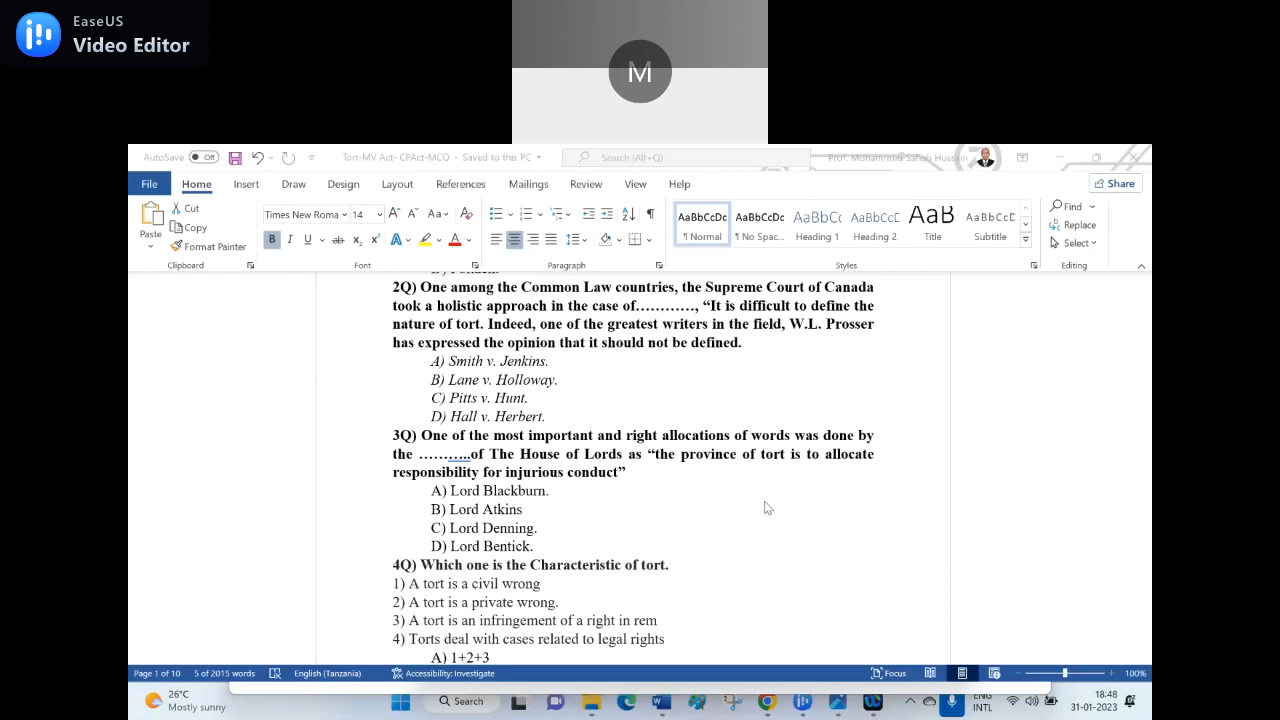 EaseUS
Video Editor
M
AutoSave Off Tort-MV Act- CPAct-MCQ - Saved to this PC Search (Alt+Q) Prof. Mohammed Saheb Hussain
File Home Insert Draw Design Layout References Mailings Review View Help Share
Paste Cut Copy Format Painter Times New Roma 14 Aa AaBbCcDc AaBbCcDc AaBbCc AaBbCcD AaB AaBbCcD Find
¶ Normal ¶ No Spac... Heading 1 Heading 2 Title Subtitle Replace Select
Clipboard Font Paragraph Styles Editing
2Q) One among the Common Law countries, the Supreme Court of Canada
took a holistic approach in the case of…………, “It is difficult to define the
nature of tort. Indeed, one of the greatest writers in the field, W.L. Prosser
has expressed the opinion that it should not be defined.
A) Smith v. Jenkins.
B) Lane v. Holloway.
C) Pitts v. Hunt.
D) Hall v. Herbert.
3Q) One of the most important and right allocations of words was done by
the ………..of The House of Lords as “the province of tort is to allocate
responsibility for injurious conduct”
A) Lord Blackburn.
B) Lord Atkins
C) Lord Denning.
D) Lord Bentick.
4Q) Which one is the Characteristic of tort.
1) A tort is a civil wrong
2) A tort is a private wrong.
3) A tort is an infringement of a right in rem
4) Torts deal with cases related to legal rights
A) 1+2+3
Page 1 of 10 5 of 2015 words English (Tanzania) Accessibility: Investigate Focus 100%
26°C
Mostly sunny
Search
ENG
INTL
18:48
31-01-2023